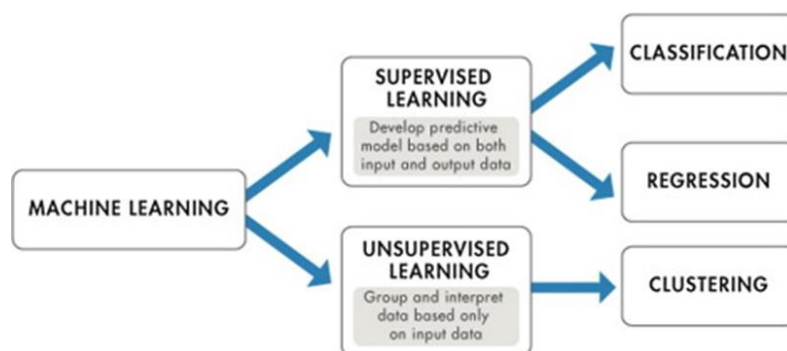 MACHINE LEARNING
SUPERVISED
LEARNING
Develop predictive
model based on both
input and output data
UNSUPERVISED
LEARNING
Group and interpret
data based only
on input data
CLASSIFICATION
REGRESSION
CLUSTERING